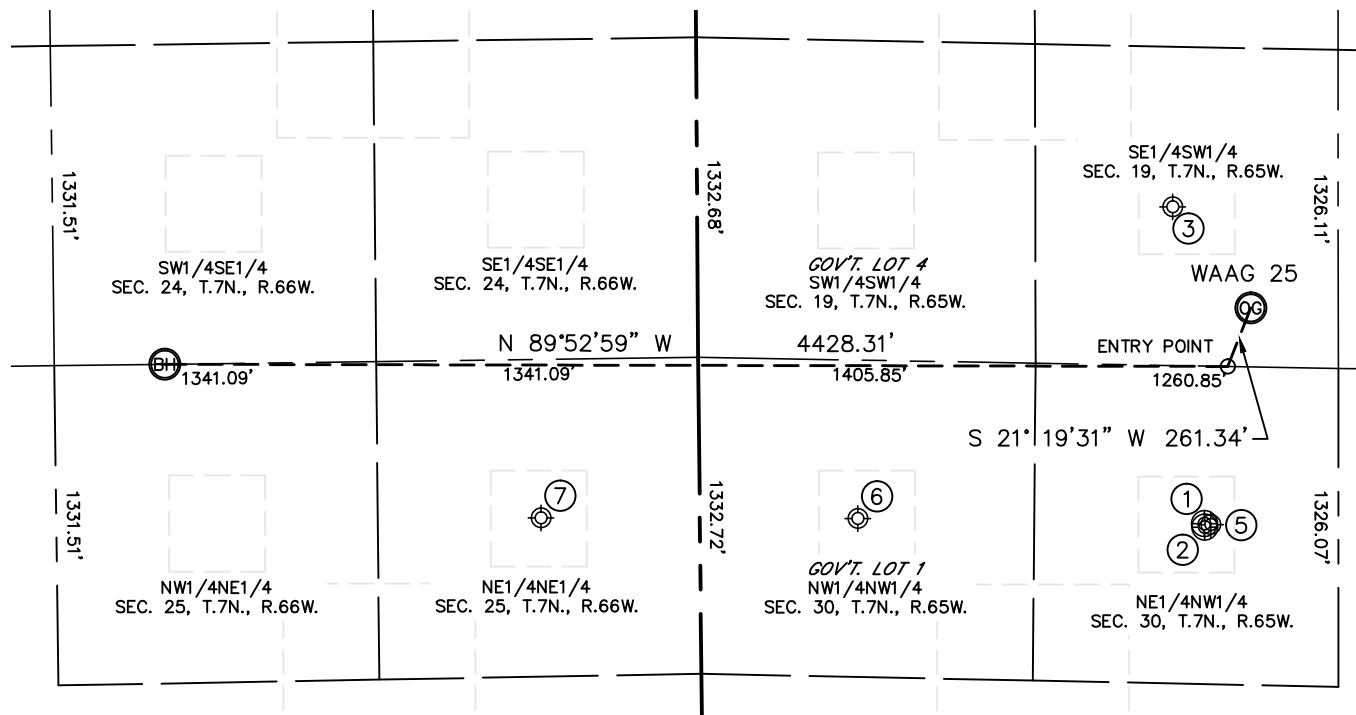 SE1/4SW1/4
SEC. 19, T.7N., R.65W.
1331.51'
1332.68'
1326.11'
3
SW1/4SE1/4
SEC. 24, T.7N., R.66W.
SE1/4SE1/4
SEC. 24, T.7N., R.66W.
GOV'T. LOT 4
SW1/4SW1/4
SEC. 19, T.7N., R.65W.
WAAG 25
OG
N 89°52'59" W 4428.31'
ENTRY POINT
BH
1341.09'
1341.09'
1405.85'
1260.85'
S 21°19'31" W 261.34'
1331.51'
1332.72'
1326.07'
7
6
1
5
2
NW1/4NE1/4
SEC. 25, T.7N., R.66W.
NE1/4NE1/4
SEC. 25, T.7N., R.66W.
GOV'T. LOT 1
NW1/4NW1/4
SEC. 30, T.7N., R.65W.
NE1/4NW1/4
SEC. 30, T.7N., R.65W.